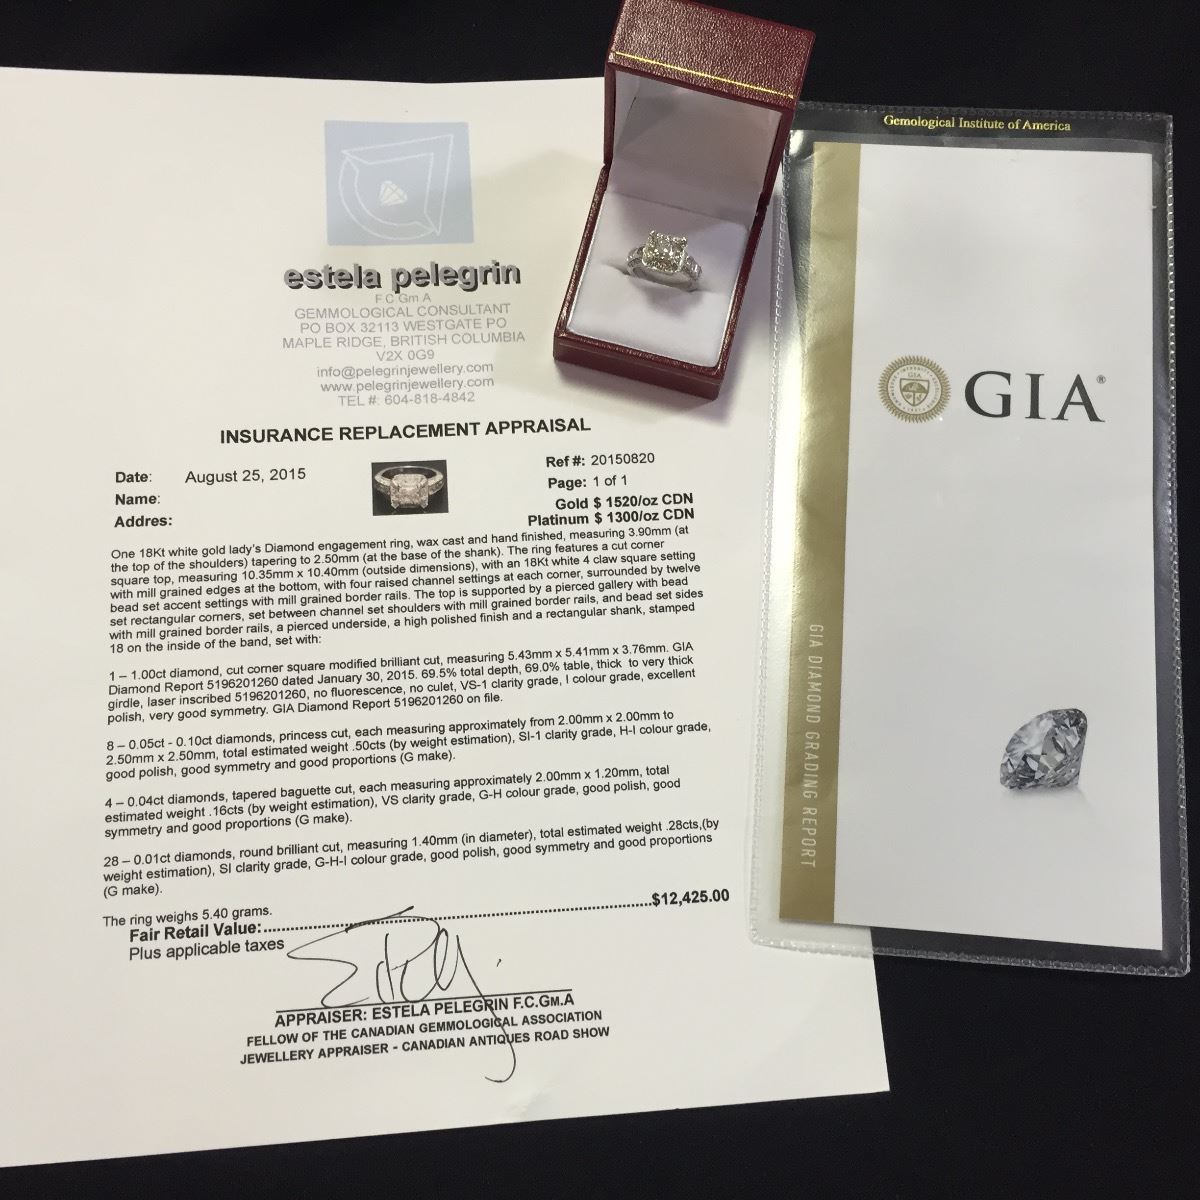 estela pelegrin
F C Gm A
GEMMOLOGICAL CONSULTANT
PO BOX 32113 WESTGATE PO
MAPLE RIDGE, BRITISH COLUMBIA
V2X 0G9
info@pelegrinjewellery.com
www.pelegrinjewellery.com
TEL #: 604-818-4842
INSURANCE REPLACEMENT APPRAISAL
Date: August 25, 2015
Name:
Addres:
Ref #: 20150820
Page: 1 of 1
Gold $ 1520/oz CDN
Platinum $ 1300/oz CDN
One 18Kt white gold lady's Diamond engagement ring, wax cast and hand finished, measuring 3.90mm (at
the top of the shoulders) tapering to 2.50mm (at the base of the shank). The ring features a cut corner
square top, measuring 10.35mm x 10.40mm (outside dimensions), with an 18Kt white 4 claw square setting
with mill grained edges at the bottom, with four raised channel settings at each corner, surrounded by twelve
bead set accent settings with mill grained border rails. The top is supported by a pierced gallery with bead
set rectangular corners, set between channel set shoulders with mill grained border rails, and bead set sides
with mill grained border rails, a pierced underside, a high polished finish and a rectangular shank, stamped
18 on the inside of the band, set with:
1 – 1.00ct diamond, cut corner square modified brilliant cut, measuring 5.43mm x 5.41mm x 3.76mm. GIA
Diamond Report 5196201260 dated January 30, 2015. 69.5% total depth, 69.0% table, thick to very thick
girdle, laser inscribed 5196201260, no fluorescence, no culet, VS-1 clarity grade, I colour grade, excellent
polish, very good symmetry. GIA Diamond Report 5196201260 on file.
8 – 0.05ct - 0.10ct diamonds, princess cut, each measuring approximately from 2.00mm x 2.00mm to
2.50mm x 2.50mm, total estimated weight .50cts (by weight estimation), SI-1 clarity grade, H-I colour grade,
good polish, good symmetry and good proportions (G make).
4 – 0.04ct diamonds, tapered baguette cut, each measuring approximately 2.00mm x 1.20mm, total
estimated weight .16cts (by weight estimation), VS clarity grade, G-H colour grade, good polish, good
symmetry and good proportions (G make).
28 – 0.01ct diamonds, round brilliant cut, measuring 1.40mm (in diameter), total estimated weight .28cts,(by
weight estimation), SI clarity grade, G-H-I colour grade, good polish, good symmetry and good proportions
(G make).
The ring weighs 5.40 grams.
Fair Retail Value:..........................................................................$12,425.00
Plus applicable taxes
APPRAISER: ESTELA PELEGRIN F.C.GM.A
FELLOW OF THE CANADIAN GEMMOLOGICAL ASSOCIATION
JEWELLERY APPRAISER - CANADIAN ANTIQUES ROAD SHOW
Gemological Institute of America
GIA
GIA®
GIA DIAMOND GRADING REPORT